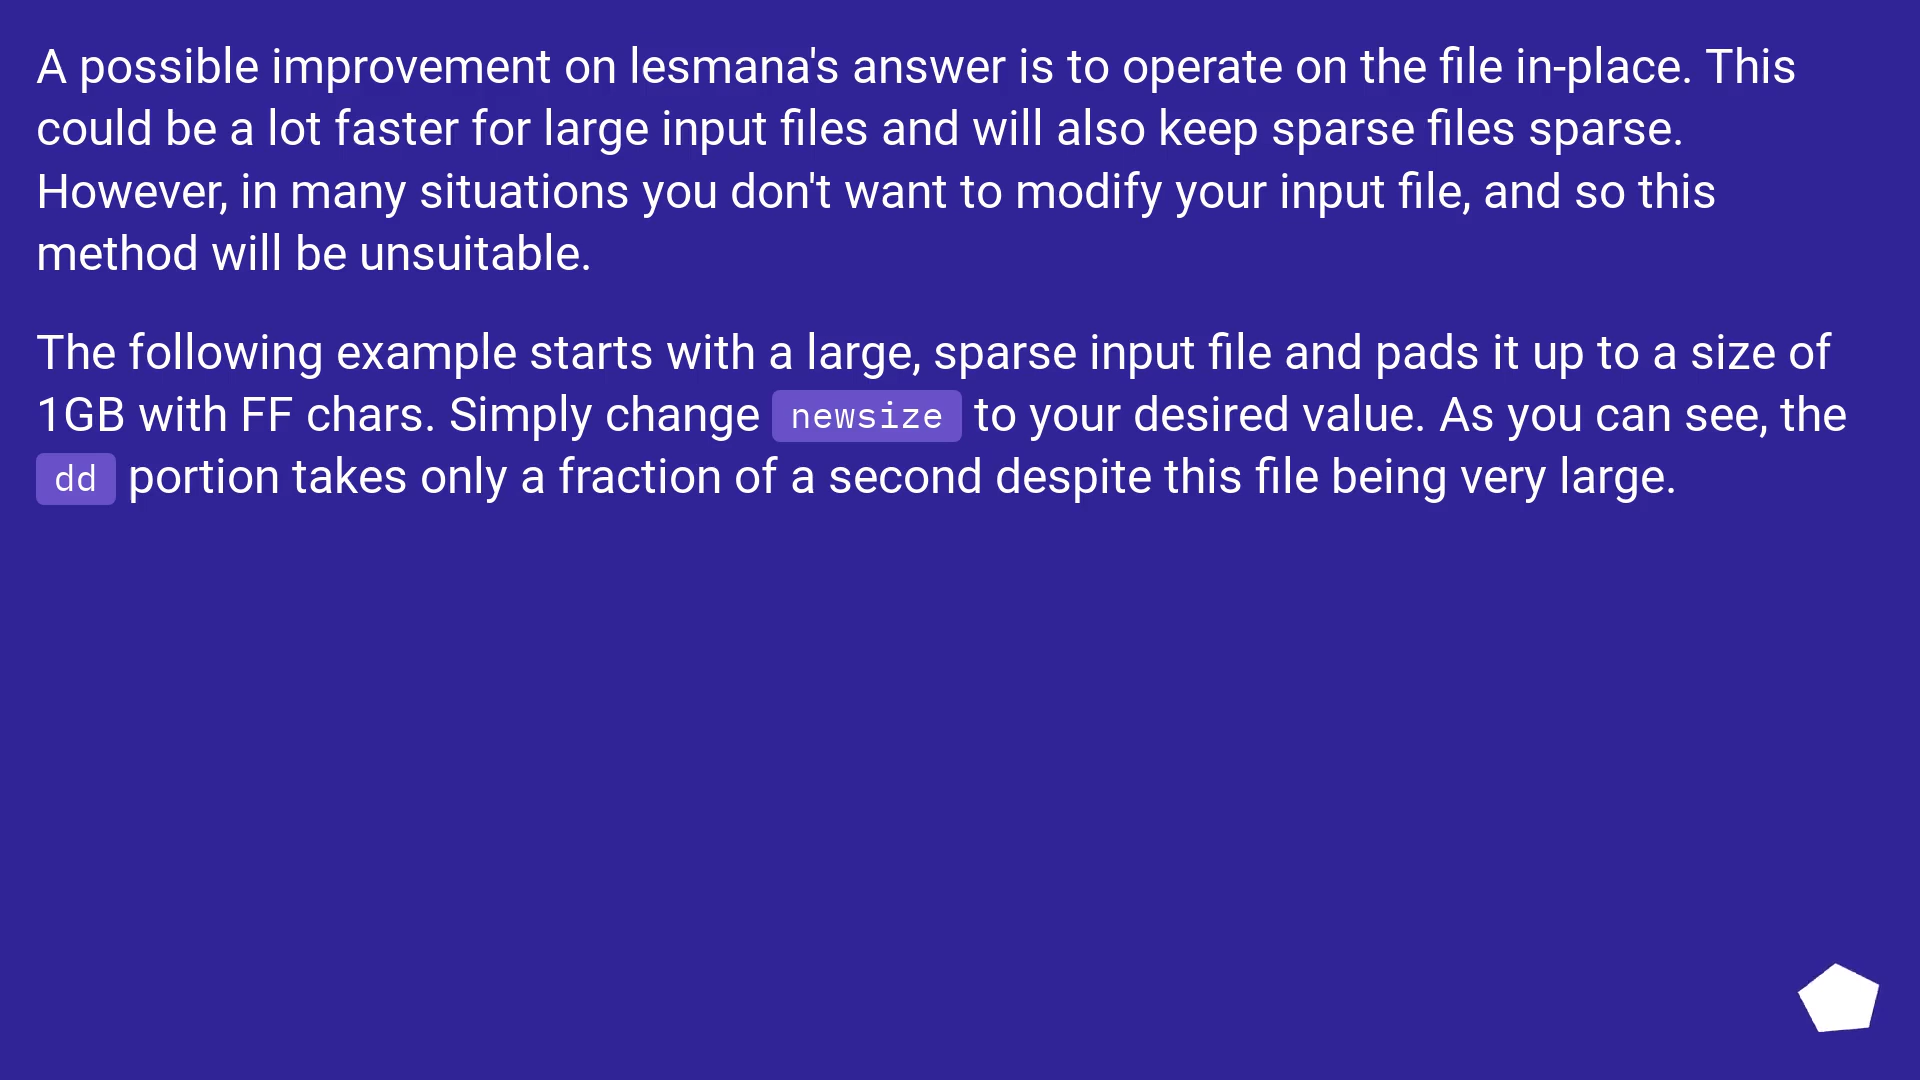 A possible improvement on lesmana's answer is to operate on the file in-place. This
could be a lot faster for large input files and will also keep sparse files sparse.
However, in many situations you don't want to modify your input file, and so this
method will be unsuitable.
The following example starts with a large, sparse input file and pads it up to a size of
1GB with FF chars. Simply change newsize to your desired value. As you can see, the
dd portion takes only a fraction of a second despite this file being very large.